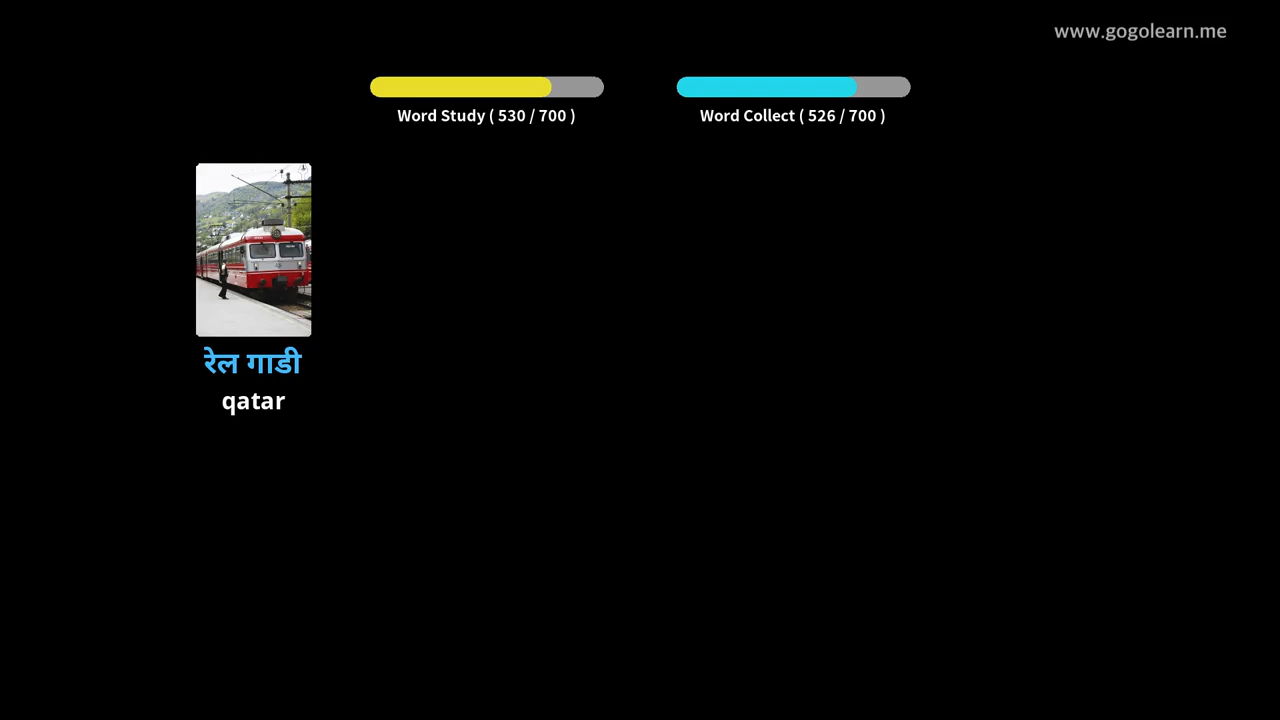 www.gogolearn.me
Word Study ( 530 / 700 )
Word Collect ( 526 / 700 )
रेल गाडी
qatar